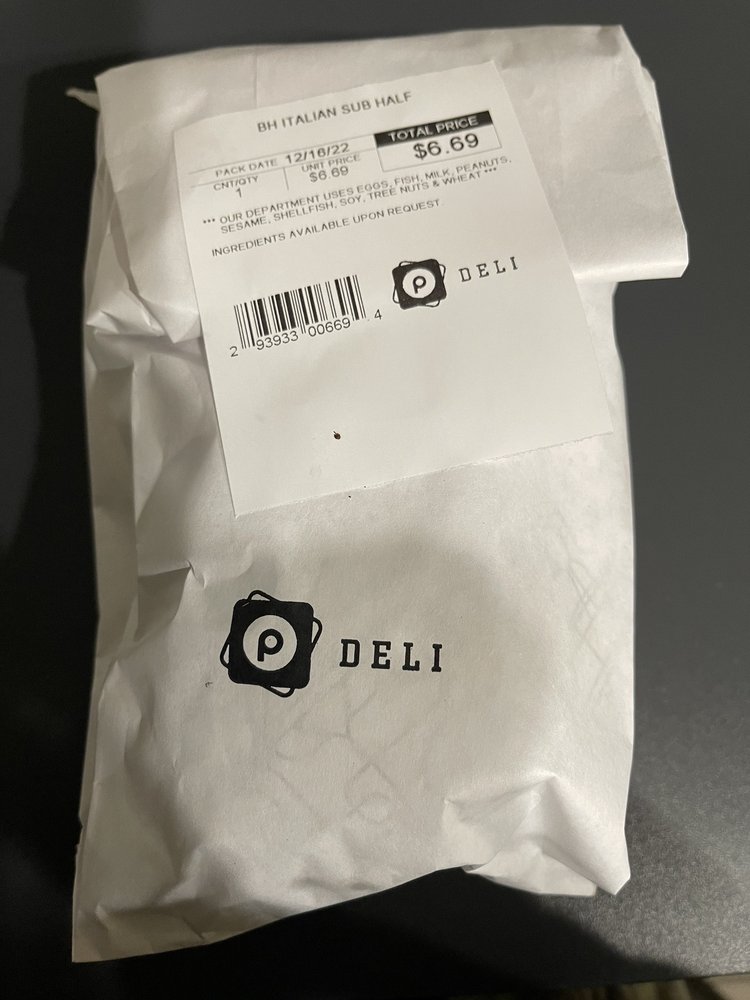 BH ITALIAN SUB HALF
PACK DATE 12/16/22
TOTAL PRICE
CNT/QTY UNIT PRICE $6.69
1 $6.69
*** OUR DEPARTMENT USES EGGS, FISH, MILK, PEANUTS,
SESAME, SHELLFISH, SOY, TREE NUTS & WHEAT ***
INGREDIENTS AVAILABLE UPON REQUEST.
P DELI
2 93933 00669 4
P DELI